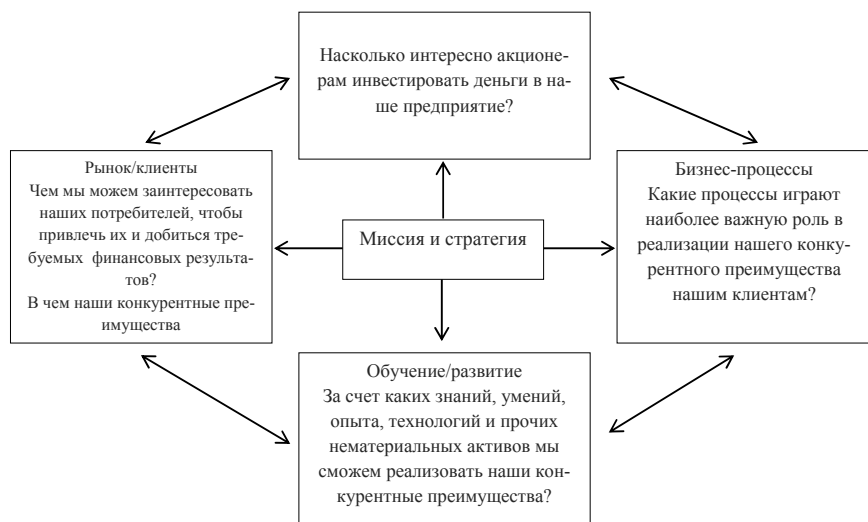 Насколько интересно акционе-
рам инвестировать деньги в на-
ше предприятие?
Рынок/клиенты
Чем мы можем заинтересовать
наших потребителей, чтобы
привлечь их и добиться тре-
буемых финансовых результа-
тов?
В чем наши конкурентные пре-
имущества
Миссия и стратегия
Бизнес-процессы
Какие процессы играют
наиболее важную роль в
реализации нашего конку-
рентного преимущества
нашим клиентам?
Обучение/развитие
За счет каких знаний, умений,
опыта, технологий и прочих
нематериальных активов мы
сможем реализовать наши кон-
курентные преимущества?